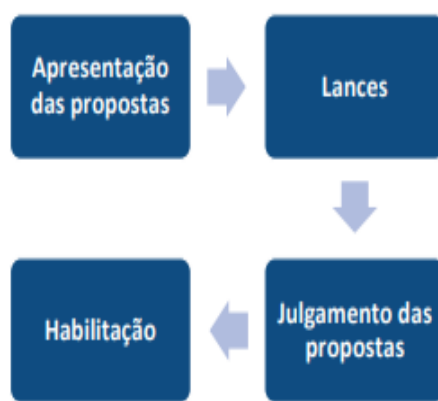 Apresentação
das propostas
Lances
Julgamento das
propostas
Habilitação